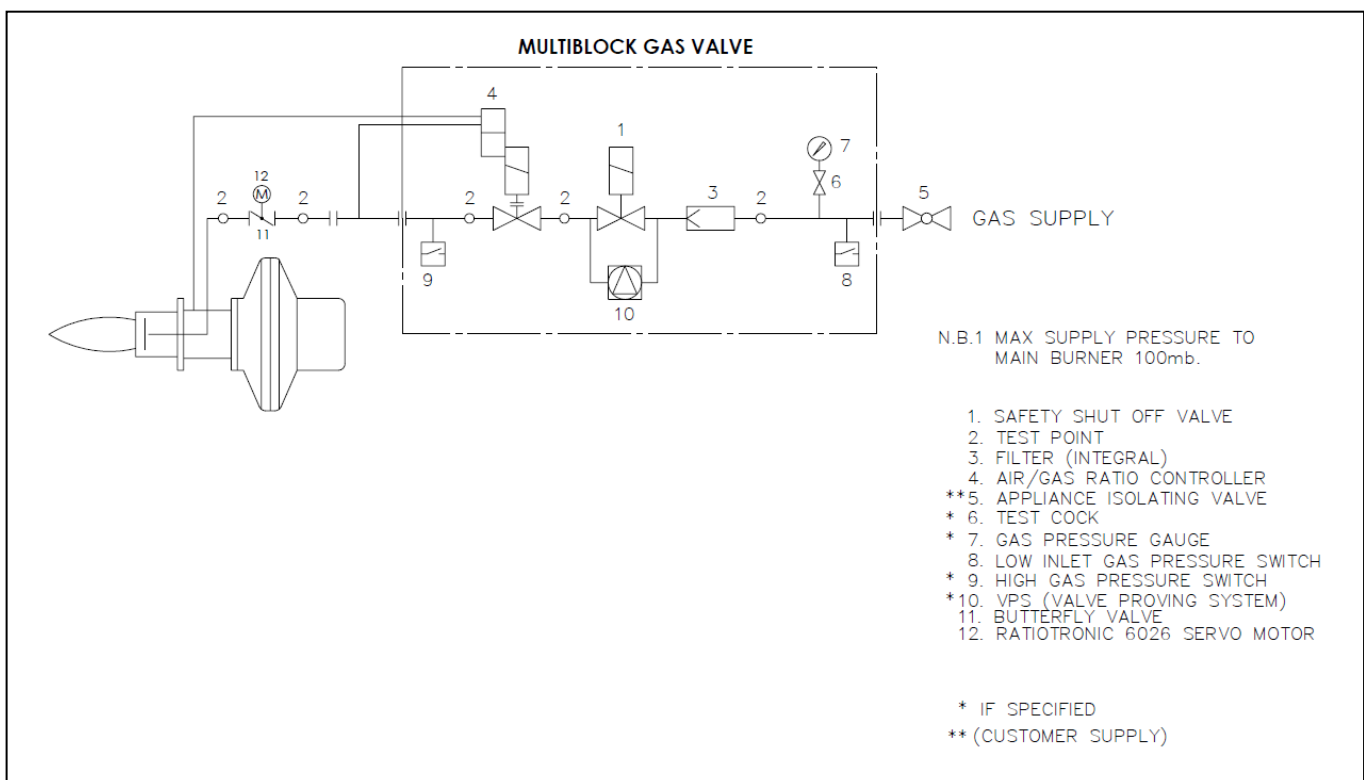 MULTIBLOCK GAS VALVE
4
1
7
12
M
2
2
2
2
3
2
6
5
11
GAS SUPPLY
9
10
8
N.B.1 MAX SUPPLY PRESSURE TO
MAIN BURNER 100mb.
1. SAFETY SHUT OFF VALVE
2. TEST POINT
3. FILTER (INTEGRAL)
4. AIR/GAS RATIO CONTROLLER
**5. APPLIANCE ISOLATING VALVE
* 6. TEST COCK
* 7. GAS PRESSURE GAUGE
8. LOW INLET GAS PRESSURE SWITCH
* 9. HIGH GAS PRESSURE SWITCH
*10. VPS (VALVE PROVING SYSTEM)
11. BUTTERFLY VALVE
12. RATIOTRONIC 6026 SERVO MOTOR
* IF SPECIFIED
** (CUSTOMER SUPPLY)